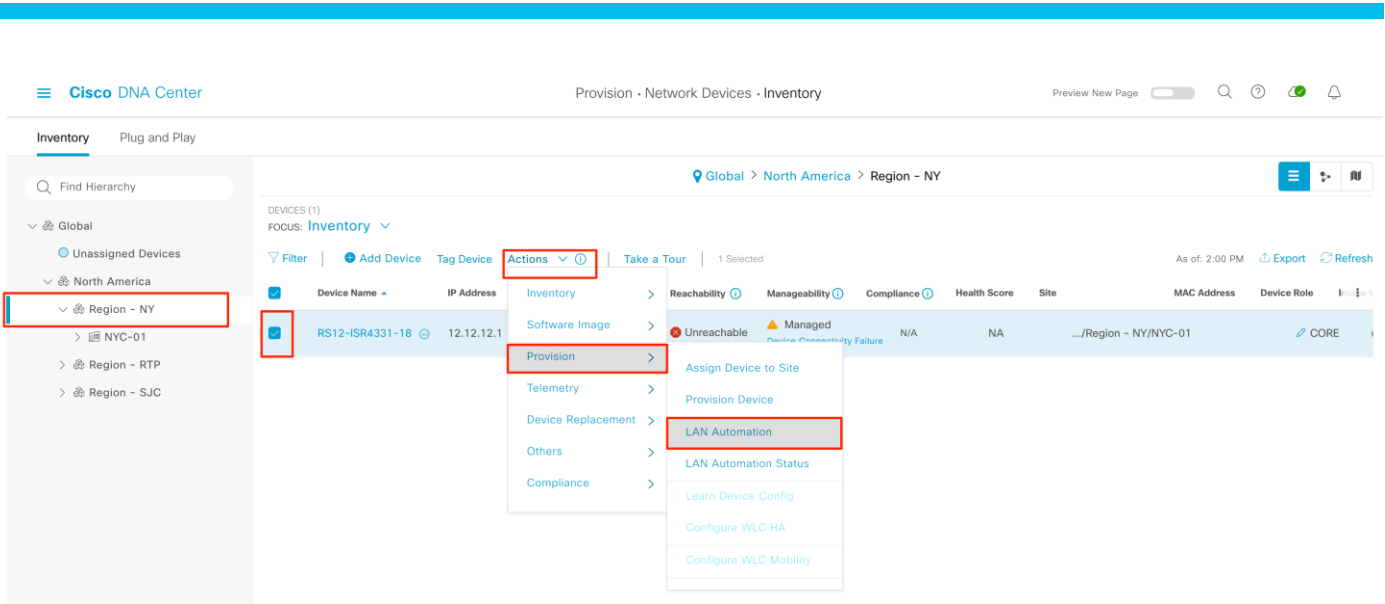 Cisco DNA Center
Provision · Network Devices · Inventory
Preview New Page
Inventory Plug and Play
Find Hierarchy
Global > North America > Region - NY
DEVICES (1)
FOCUS: Inventory
Global
Unassigned Devices
North America
Region - NY
NYC-01
Region - RTP
Region - SJC
Filter Add Device Tag Device Actions Take a Tour 1 Selected As of: 2:00 PM Export Refresh
Device Name IP Address Reachability Manageability Compliance Health Score Site MAC Address Device Role
RS12-ISR4331-18 12.12.12.1 Unreachable Managed N/A NA .../Region - NY/NYC-01 CORE
Device Connectivity Failure
Inventory
Software Image
Provision
Telemetry
Device Replacement
Others
Compliance
Assign Device to Site
Provision Device
LAN Automation
LAN Automation Status
Learn Device Config
Configure WLC HA
Configure WLC Mobility